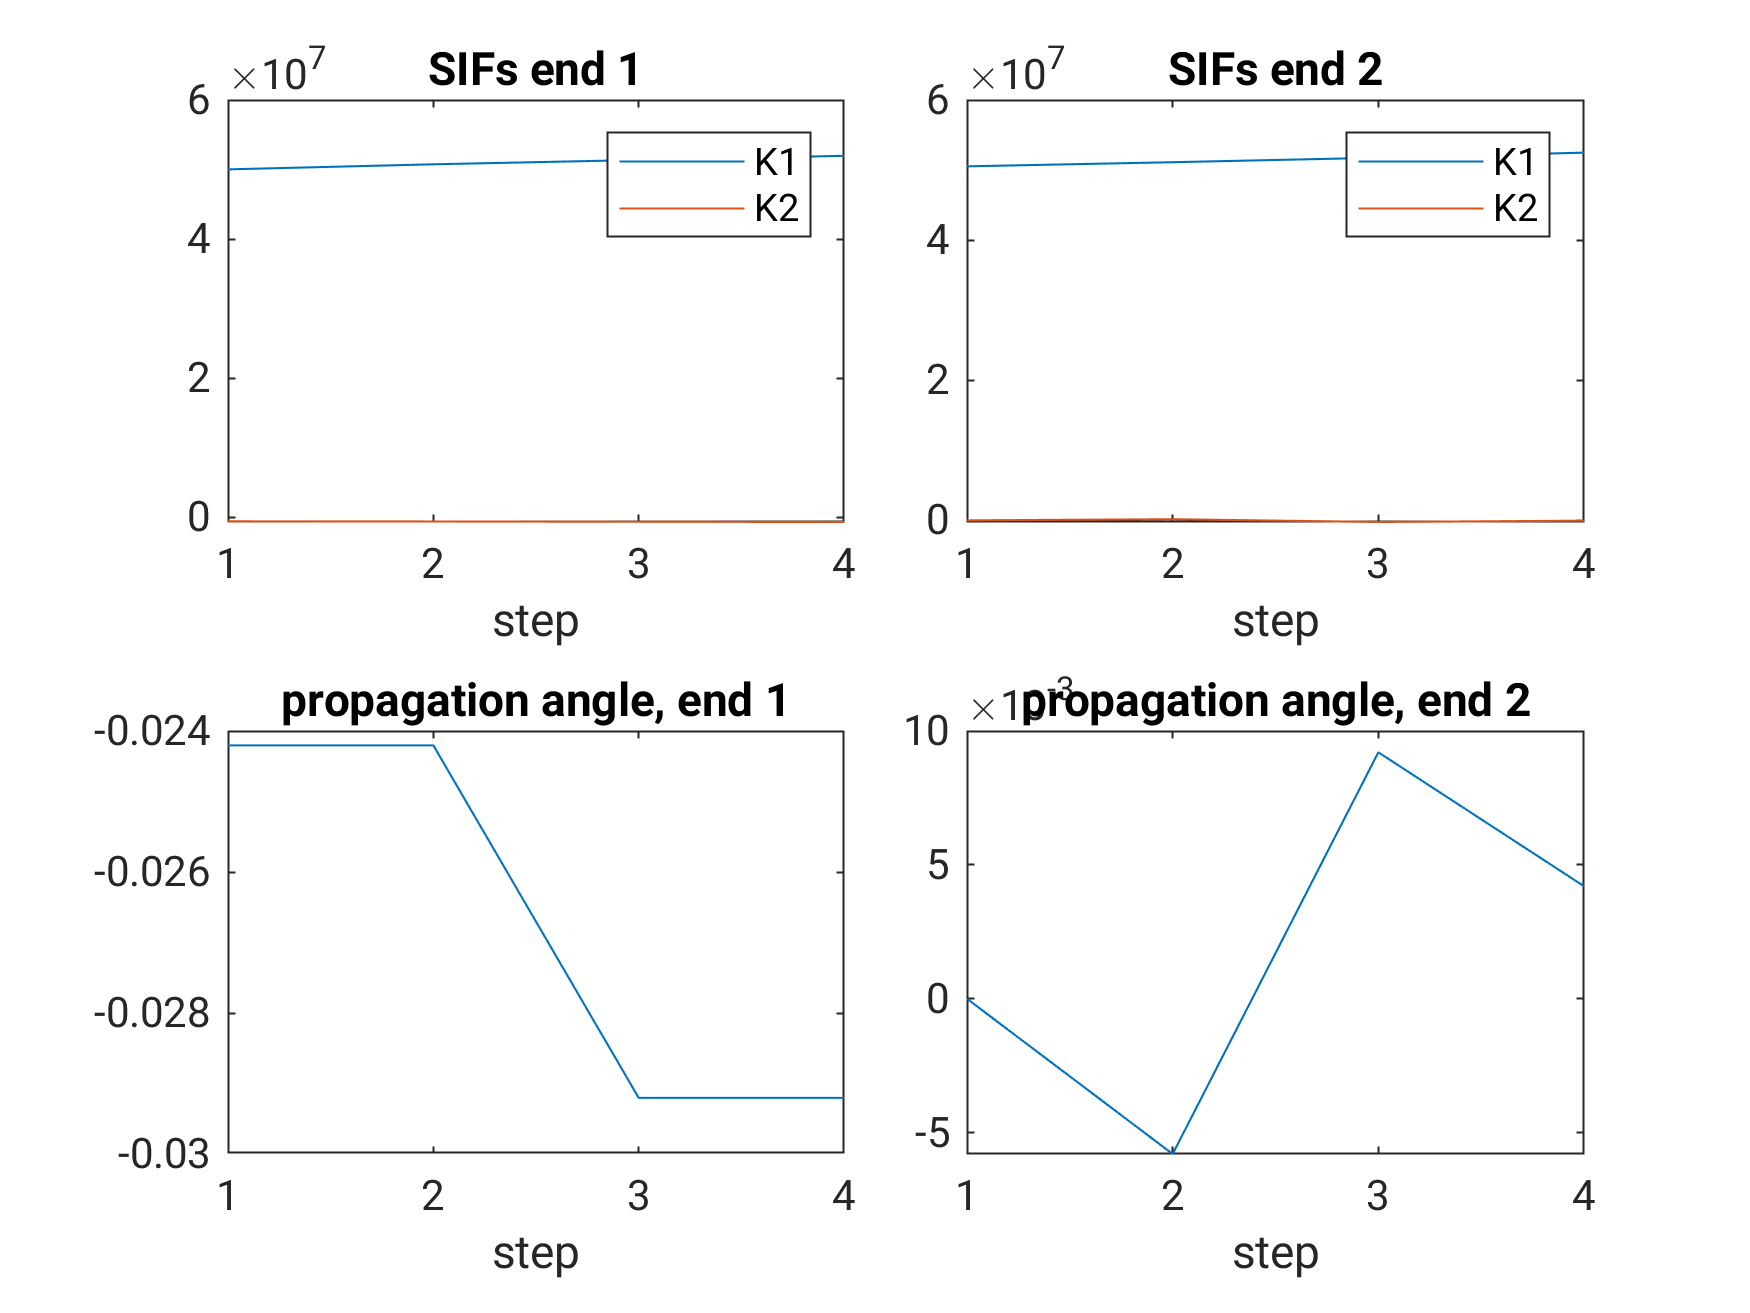 ×10⁷ SIFs end 1
6
4
2
0
K1
K2
1 2 3 4
step
×10⁷ SIFs end 2
6
4
2
0
K1
K2
1 2 3 4
step
propagation angle, end 1
-0.024
-0.026
-0.028
-0.03
1 2 3 4
step
×10⁻³ propagation angle, end 2
10
5
0
-5
1 2 3 4
step